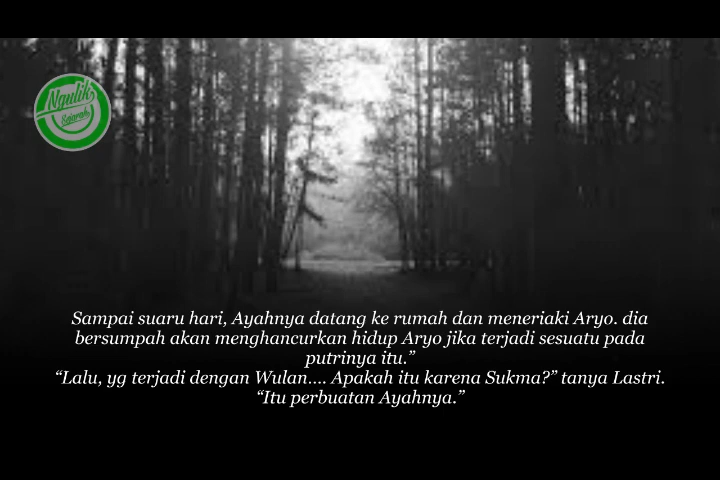 Ngulik
Sejarah
Sampai suaru hari, Ayahnya datang ke rumah dan meneriaki Aryo. dia
bersumpah akan menghancurkan hidup Aryo jika terjadi sesuatu pada
putrinya itu.”
“Lalu, yg terjadi dengan Wulan.... Apakah itu karena Sukma?” tanya Lastri.
“Itu perbuatan Ayahnya.”